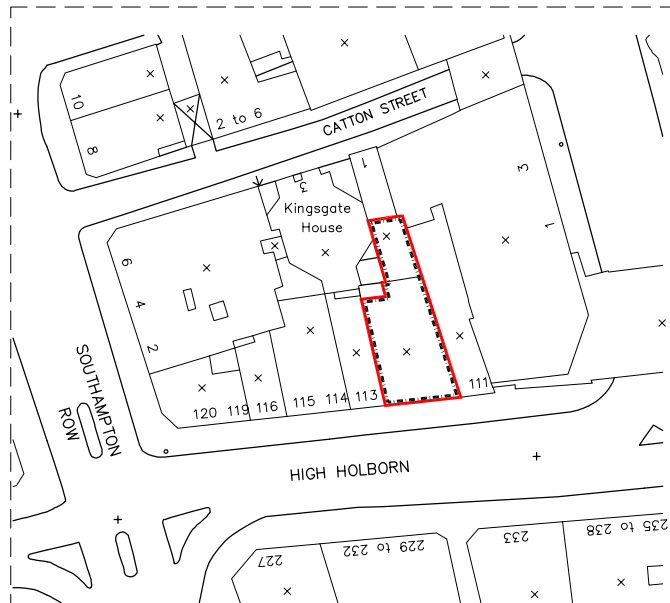 10
8
2 to 6
CATTON STREET
3
1
3
1
Kingsgate
House
6
4
2
SOUTHAMPTON
ROW
120
119
116
115
114
113
111
HIGH HOLBORN
227
229 to 232
233
235 to 238